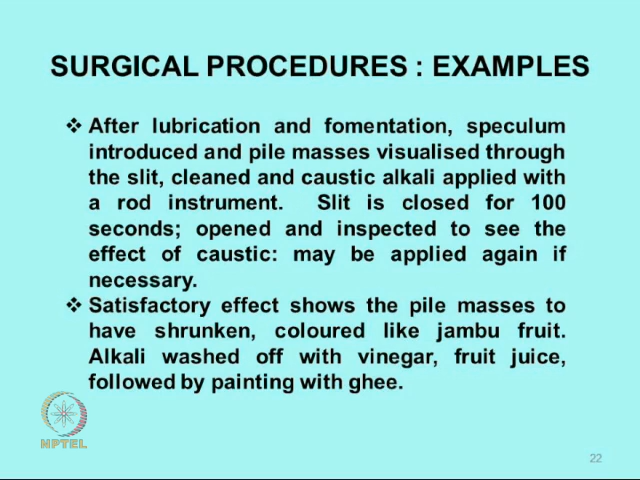 SURGICAL PROCEDURES : EXAMPLES
❖ After lubrication and fomentation, speculum
introduced and pile masses visualised through
the slit, cleaned and caustic alkali applied with
a rod instrument. Slit is closed for 100
seconds; opened and inspected to see the
effect of caustic: may be applied again if
necessary.
❖ Satisfactory effect shows the pile masses to
have shrunken, coloured like jambu fruit.
Alkali washed off with vinegar, fruit juice,
followed by painting with ghee.
NPTEL
22